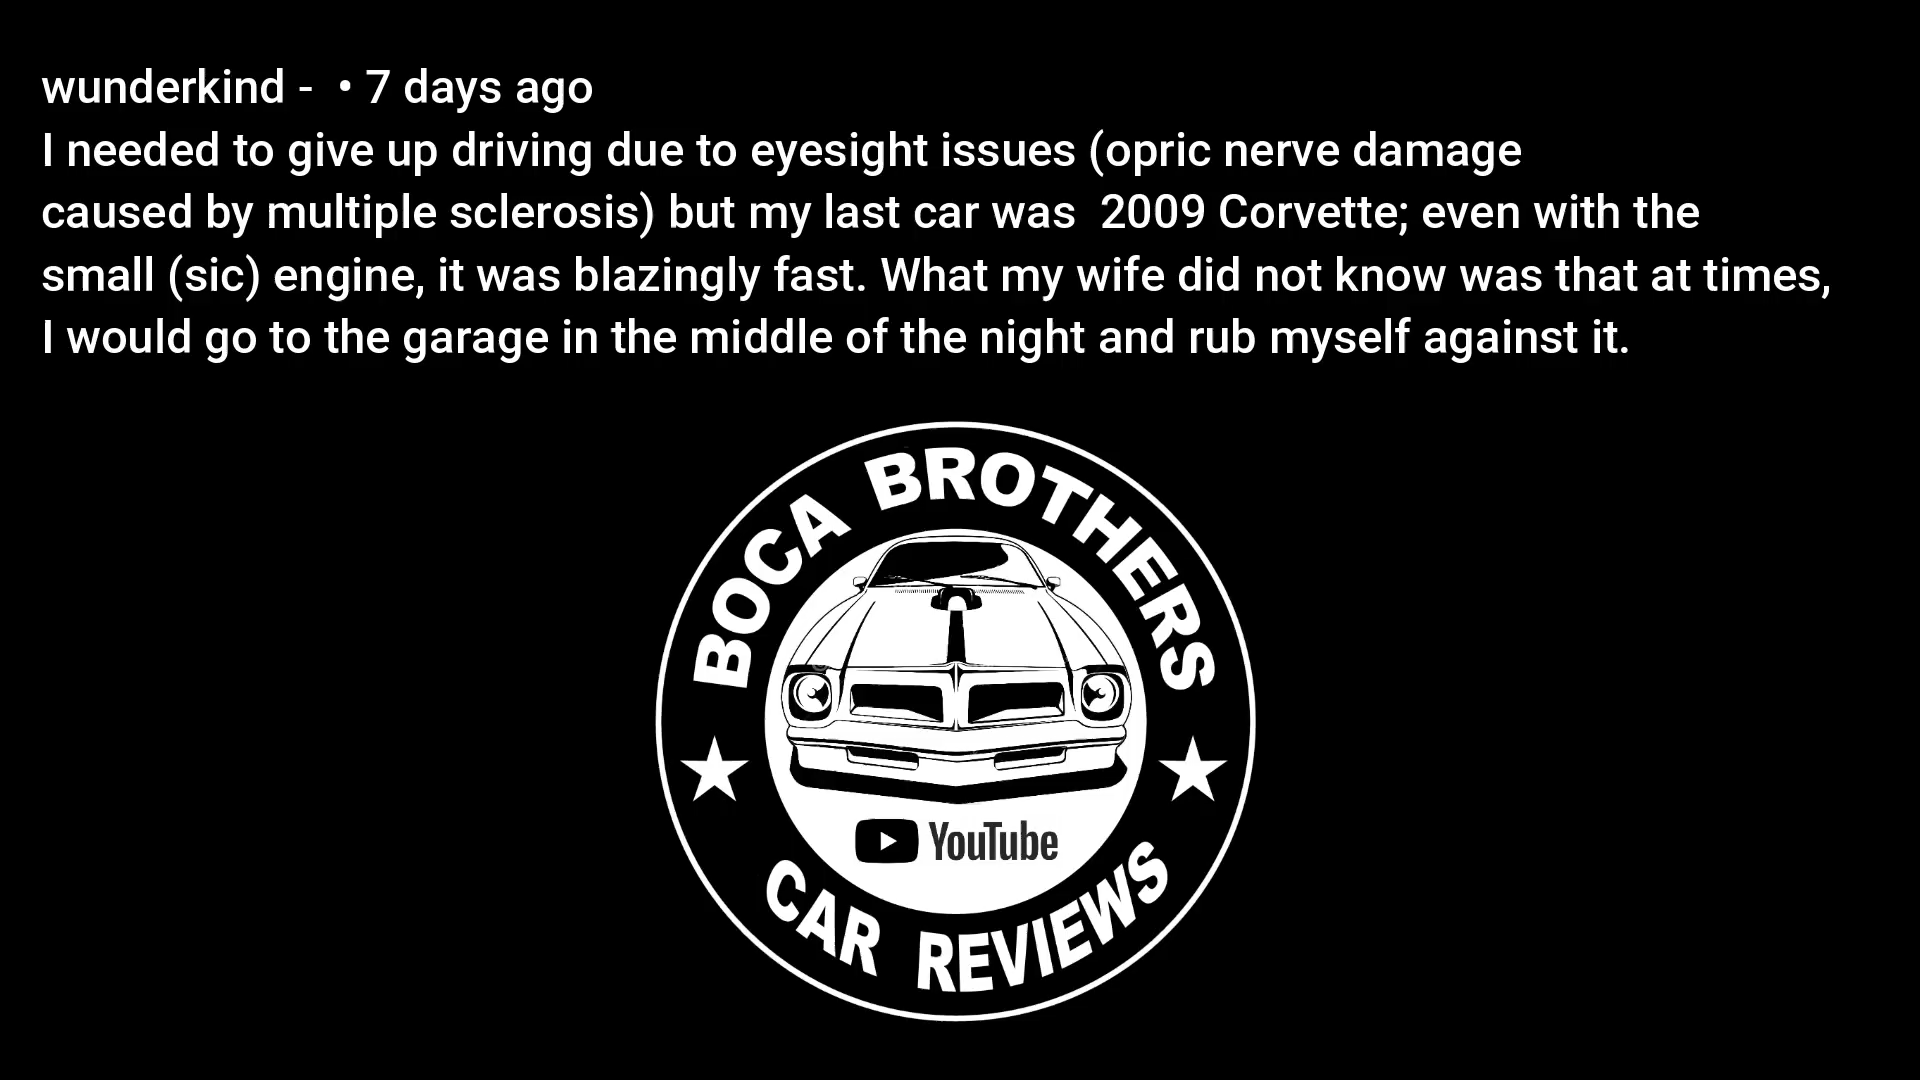 wunderkind -  • 7 days ago
I needed to give up driving due to eyesight issues (opric nerve damage
caused by multiple sclerosis) but my last car was  2009 Corvette; even with the
small (sic) engine, it was blazingly fast. What my wife did not know was that at times,
I would go to the garage in the middle of the night and rub myself against it.
BOCA BROTHERS
YouTube
CAR REVIEWS